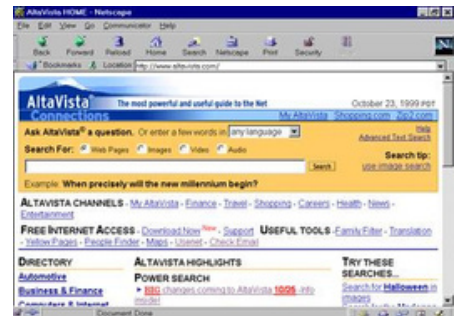 AltaVista HOME - Netscape
File Edit View Go Communicator Help
Back Forward Reload Home Search Netscape Print Security
Bookmarks Location: http://www.altavista.com/
AltaVista® The most powerful and useful guide to the Net October 23, 1999 PDT
Connections My AltaVista Shopping.com Zip2.com
Ask AltaVista® a question. Or enter a few words in any language Help
Advanced Text Search
Search For: Web Pages Images Video Audio
Search Search tip:
use image search
Example: When precisely will the new millennium begin?
ALTAVISTA CHANNELS - My AltaVista - Finance - Travel - Shopping - Careers - Health - News -
Entertainment
FREE INTERNET ACCESS - Download Now New - Support USEFUL TOOLS - Family Filter - Translation
- Yellow Pages - People Finder - Maps - Usenet - Check Email
DIRECTORY ALTAVISTA HIGHLIGHTS TRY THESE
SEARCHES...
Automotive POWER SEARCH
Business & Finance BIG changes coming to AltaVista 10/25 - info Search for Halloween in
Computers & Internet inside! images
Document: Done